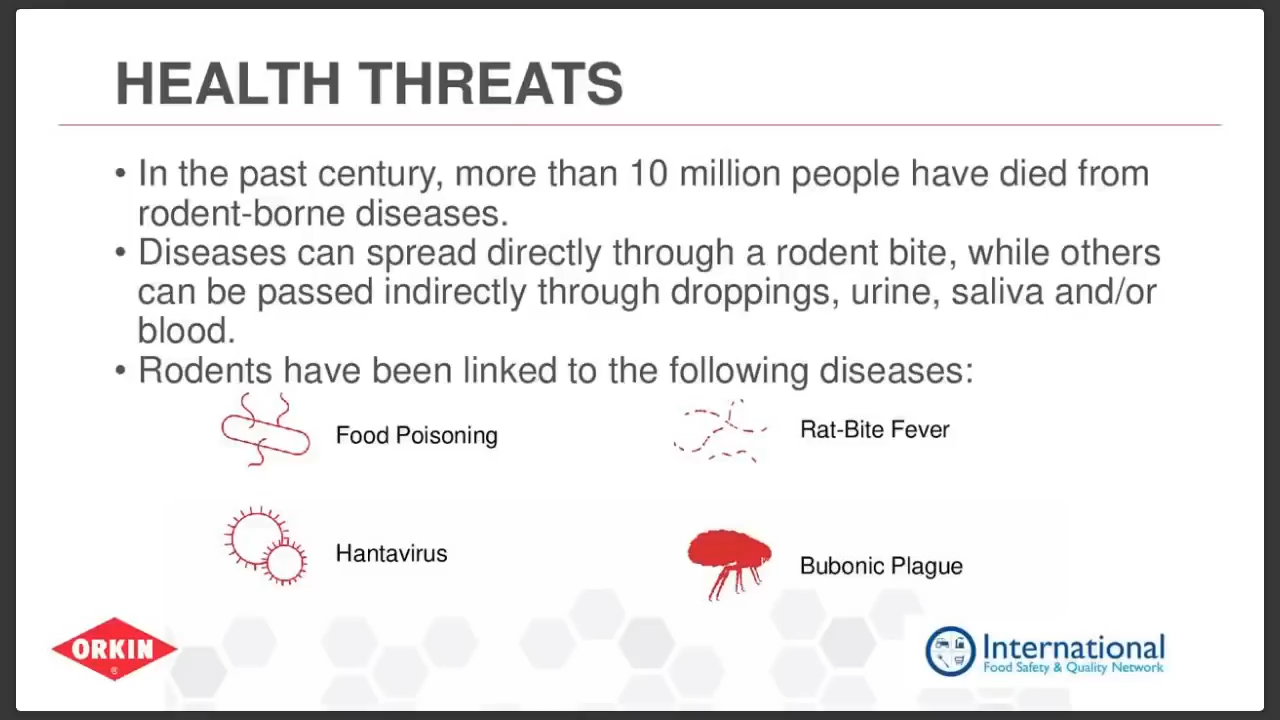 HEALTH THREATS
• In the past century, more than 10 million people have died from
rodent-borne diseases.
• Diseases can spread directly through a rodent bite, while others
can be passed indirectly through droppings, urine, saliva and/or
blood.
• Rodents have been linked to the following diseases:
Food Poisoning
Rat-Bite Fever
Hantavirus
Bubonic Plague
ORKIN
®
International
Food Safety & Quality Network